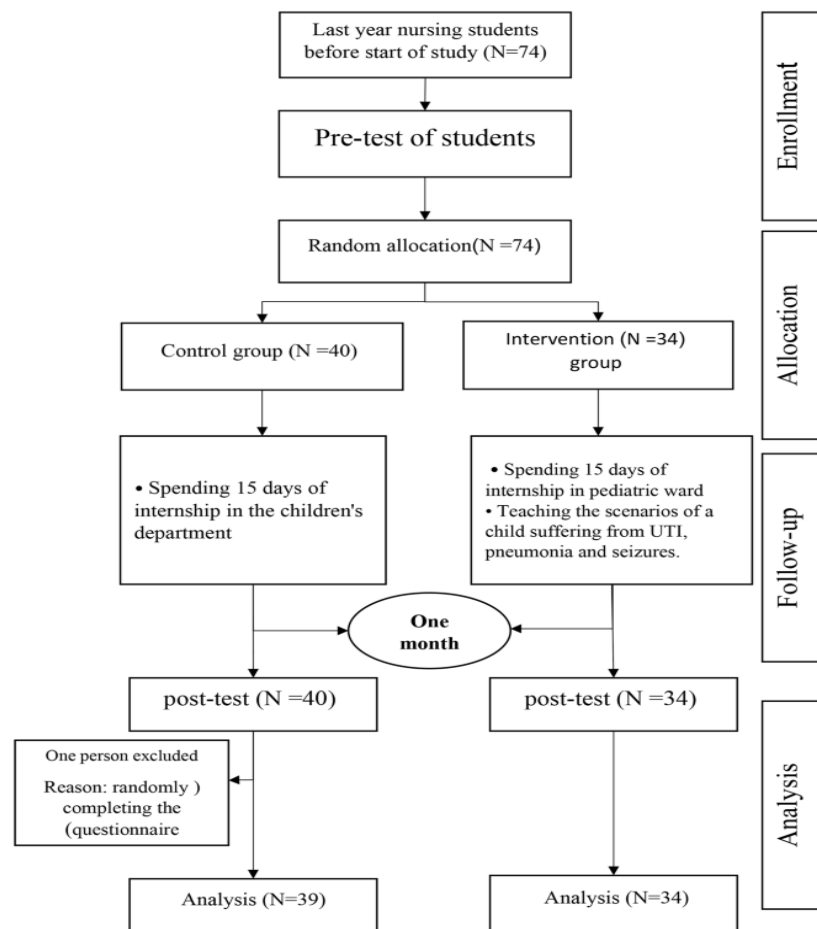 Last year nursing students
before start of study (N=74)
Enrollment
Pre-test of students
Random allocation(N =74)
Allocation
Control group (N =40)
Intervention (N =34)
group
• Spending 15 days of
internship in the children's
department
• Spending 15 days of
internship in pediatric ward
• Teaching the scenarios of a
child suffering from UTI,
pneumonia and seizures.
Follow-up
One
month
post-test (N =40)
post-test (N =34)
One person excluded
Reason: randomly )
completing the
(questionnaire
Analysis
Analysis (N=39)
Analysis (N=34)